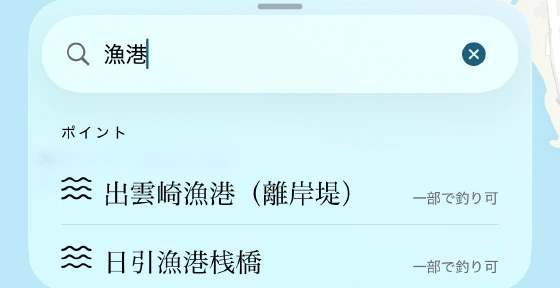 漁港
ポイント
出雲崎漁港（離岸堤）
一部で釣り可
日引漁港桟橋
一部で釣り可